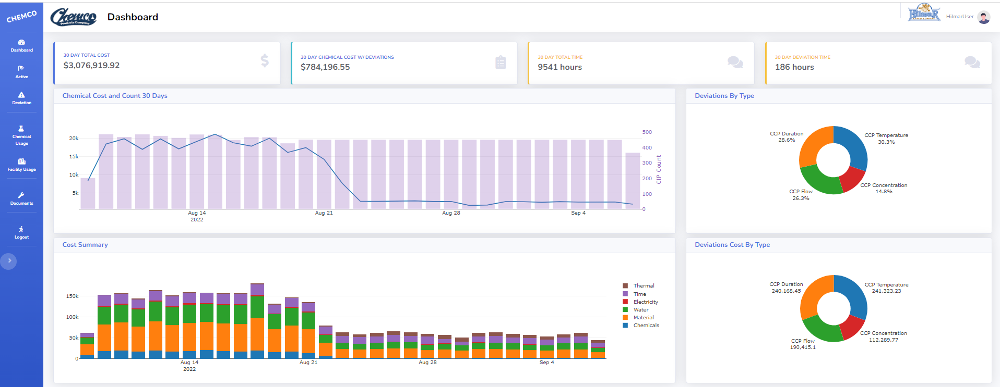 CHEMCO
Dashboard
Active
Deviation
Chemical
Usage
Facility Usage
Documents
Logout
Chemco
Products Company
Dashboard
Hilmar
HilmarUser
30 DAY TOTAL COST
$3,076,919.92
30 DAY CHEMICAL COST W/ DEVIATIONS
$784,196.55
30 DAY TOTAL TIME
9541 hours
30 DAY DEVIATION TIME
186 hours
Chemical Cost and Count 30 Days
20k
15k
10k
5k
500
400
300
200
100
0
CIP Count
Aug 14
2022
Aug 21
Aug 28
Sep 4
Deviations By Type
CCP Duration
28.6%
CCP Temperature
30.3%
CCP Concentration
14.8%
CCP Flow
26.3%
Cost Summary
150k
100k
50k
0
Aug 14
2022
Aug 21
Aug 28
Sep 4
Thermal
Time
Electricity
Water
Material
Chemicals
Deviations Cost By Type
CCP Duration
240,168.45
CCP Temperature
241,323.23
CCP Concentration
112,289.77
CCP Flow
190,415.1